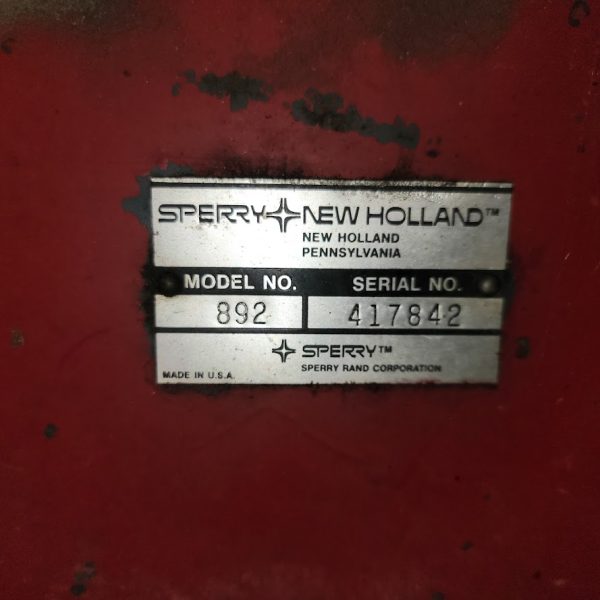 SPERRY NEW HOLLAND™
NEW HOLLAND
PENNSYLVANIA
MODEL NO. SERIAL NO.
892 417842
SPERRY™
SPERRY RAND CORPORATION
MADE IN U.S.A.